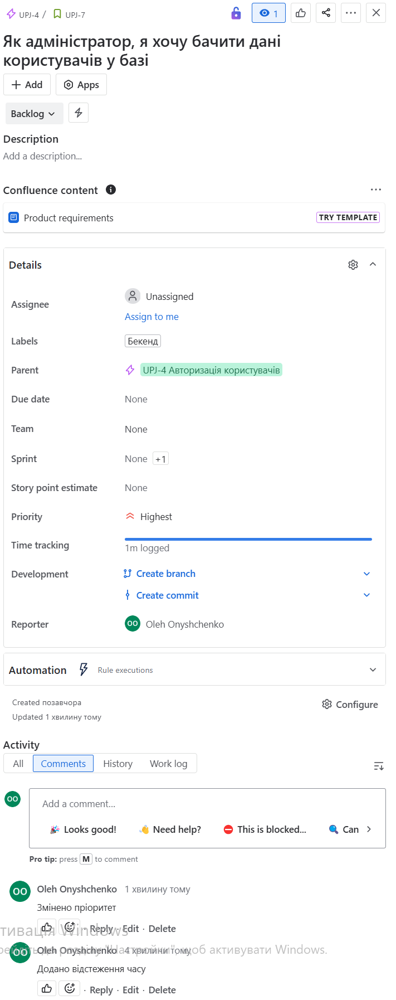 UPJ-4 / UPJ-7
1
Як адміністратор, я хочу бачити дані
користувачів у базі
Add Apps
Backlog
Description
Add a description...
Confluence content
Product requirements TRY TEMPLATE
Details
Assignee Unassigned
Assign to me
Labels Бекенд
Parent UPJ-4 Авторизація користувачів
Due date None
Team None
Sprint None +1
Story point estimate None
Priority Highest
Time tracking 1m logged
Development Create branch
Create commit
Reporter OO Oleh Onyshchenko
Automation Rule executions
Created позавчора
Updated 1 хвилину тому
Configure
Activity
All Comments History Work log
OO Add a comment...
Looks good! Need help? This is blocked... Can
Pro tip: press M to comment
OO Oleh Onyshchenko 1 хвилину тому
Змінено пріоритет
· Reply · Edit · Delete
тивація Windows
OO Oleh Onyshchenko 4 хвилини тому
рейдіть до розділу "Настройки", щоб активувати Windows.
Додано відстеження часу
· Reply · Edit · Delete